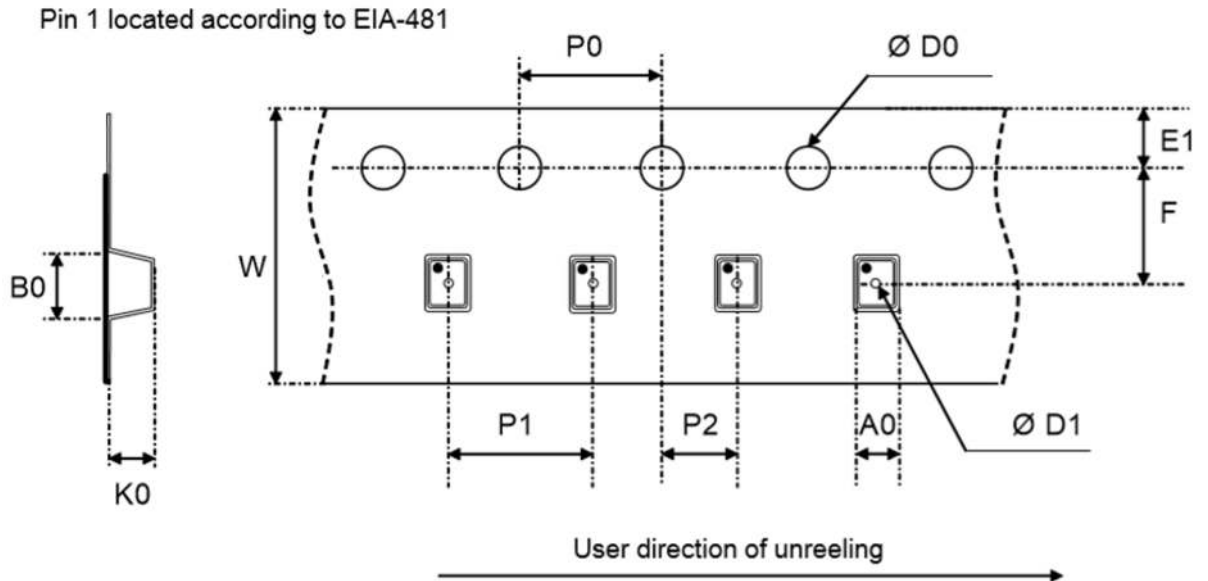 Pin 1 located according to EIA-481
P0
Ø D0
E1
F
W
B0
P1
P2
A0
Ø D1
K0
User direction of unreeling